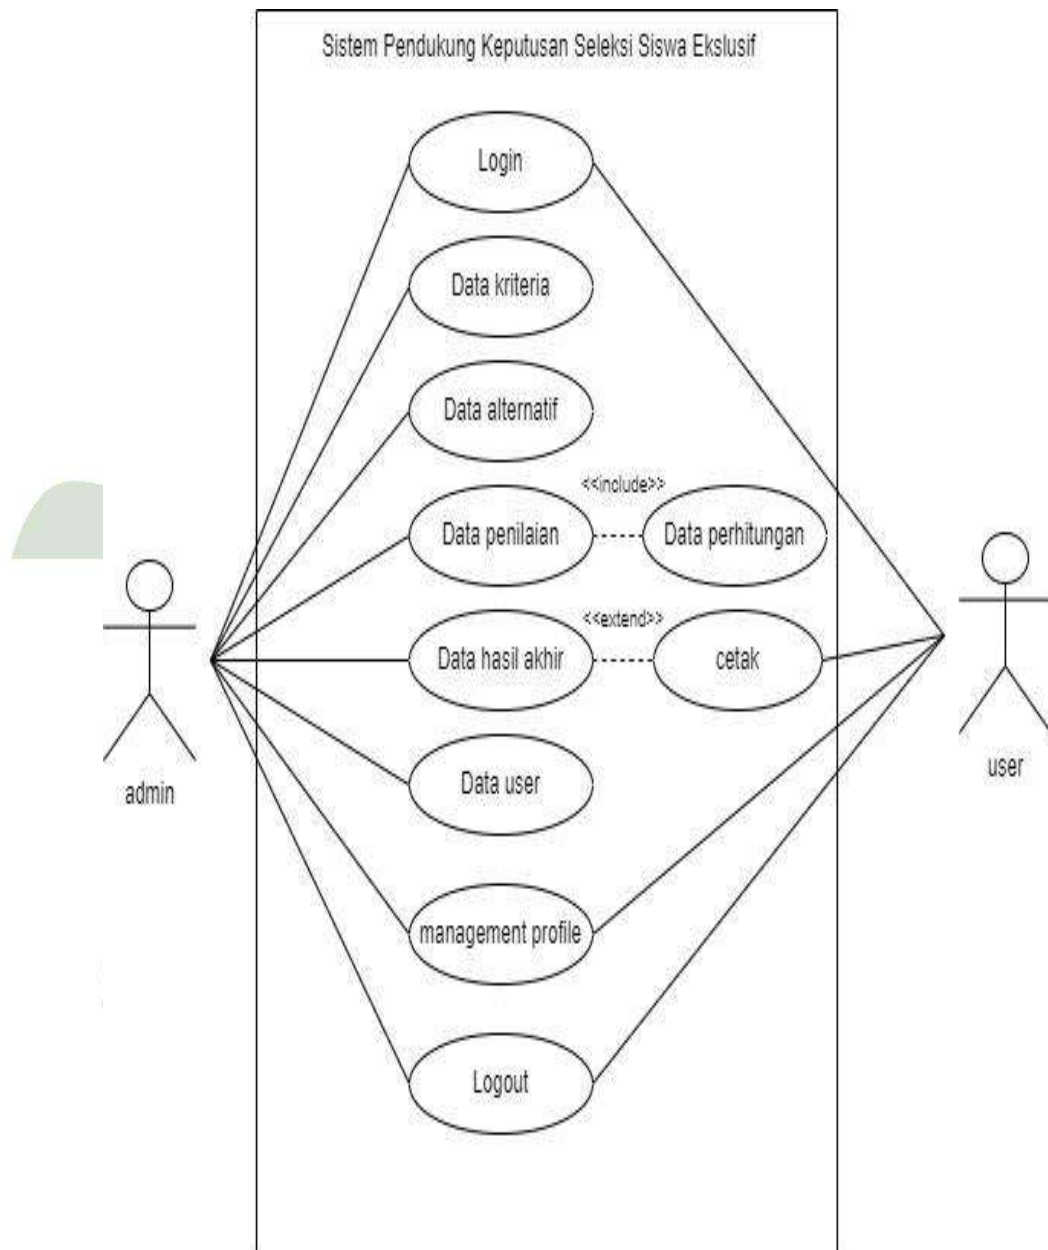 Sistem Pendukung Keputusan Seleksi Siswa Ekslusif
Login
Data kriteria
Data alternatif
<<include>>
Data penilaian
Data perhitungan
<<extend>>
Data hasil akhir
cetak
Data user
admin
user
management profile
Logout